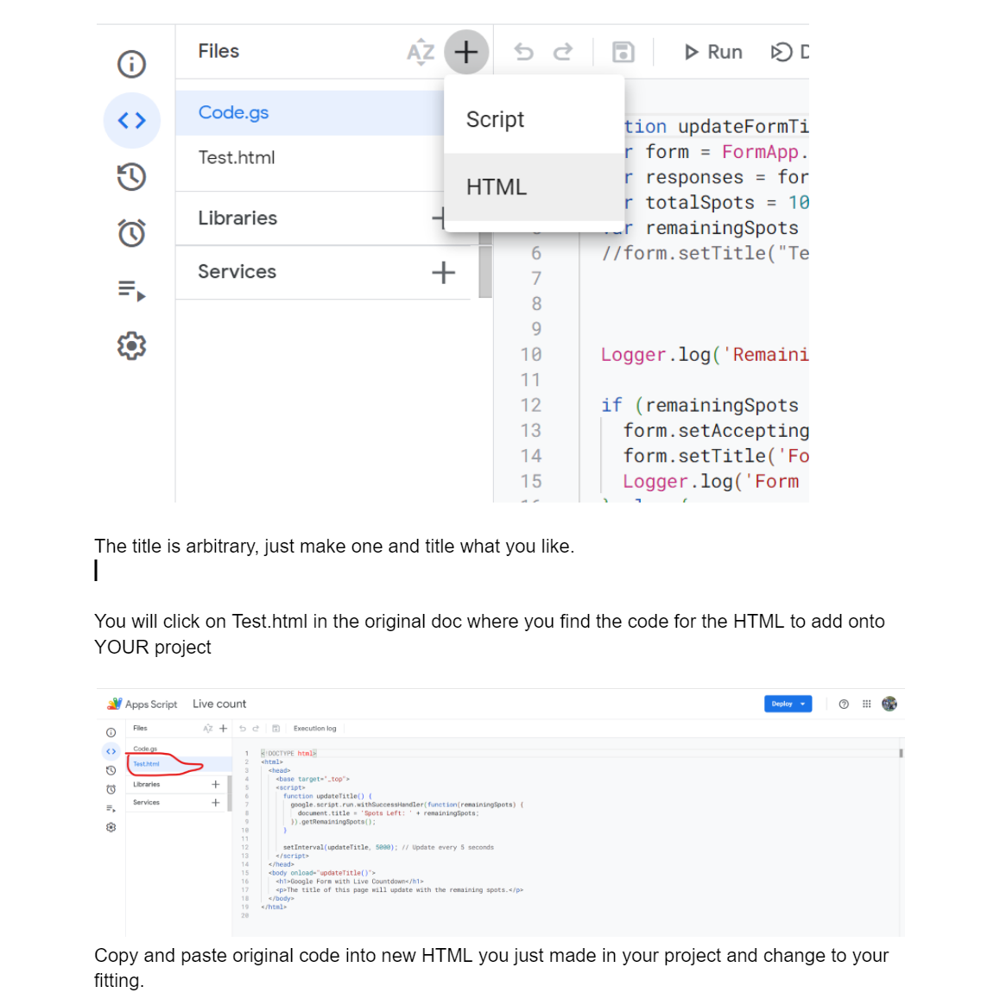 Files
AZ
Run
D
Code.gs
Script
Test.html
HTML
Libraries
Services
tion updateFormTi
r form = FormApp.
r responses = for
r totalSpots = 10
var remainingSpots
6 //form.setTitle("Te
7
8
9
10 Logger.log('Remaini
11
12 if (remainingSpots
13 form.setAccepting
14 form.setTitle('Fo
15 Logger.log('Form
The title is arbitrary, just make one and title what you like.
You will click on Test.html in the original doc where you find the code for the HTML to add onto
YOUR project
Apps Script Live count Deploy
Files AZ Execution log
Code.gs
Test.html
Libraries
Services
1 <!DOCTYPE html>
2 <html>
3 <head>
4 <base target="_top">
5 <script>
6 function updateTitle() {
7 google.script.run.withSuccessHandler(function(remainingSpots) {
8 document.title = 'Spots Left: ' + remainingSpots;
9 }).getRemainingSpots();
10 }
11
12 setInterval(updateTitle, 5000); // Update every 5 seconds
13 </script>
14 </head>
15 <body onload="updateTitle()">
16 <h1>Google Form with Live Countdown</h1>
17 <p>The title of this page will update with the remaining spots.</p>
18 </body>
19 </html>
20
Copy and paste original code into new HTML you just made in your project and change to your
fitting.